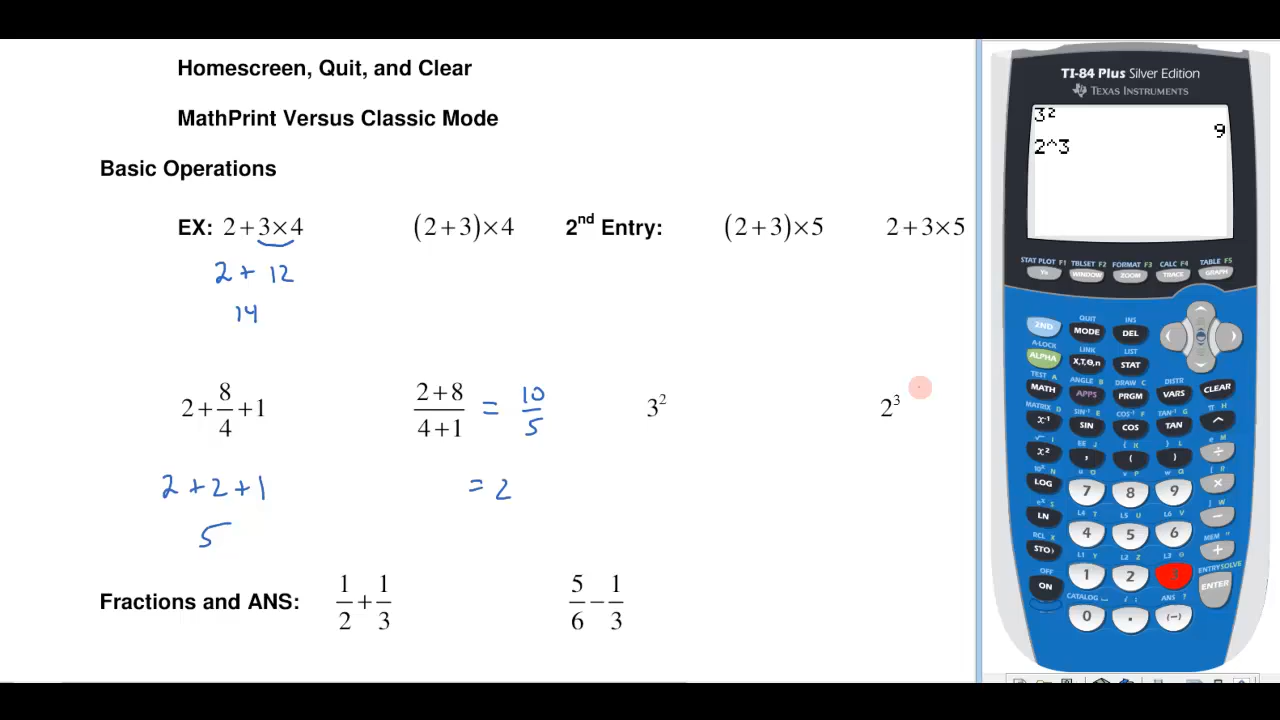 Homescreen, Quit, and Clear
MathPrint Versus Classic Mode
Basic Operations
EX: 2+3×4 (2+3)×4 2nd Entry: (2+3)×5 2+3×5
2 + 12
14
2+8/4+1 (2+8)/(4+1) = 10/5 3² 2³
2 + 2 + 1 = 2
5
Fractions and ANS: 1/2+1/3 5/6−1/3
TI-84 Plus Silver Edition
TEXAS INSTRUMENTS
3²
9
2^3
STAT PLOT F1 TBLSET F2 FORMAT F3 CALC F4 TABLE F5
Y= WINDOW ZOOM TRACE GRAPH
QUIT INS
2ND MODE DEL
A-LOCK LINK LIST
ALPHA X,T,Θ,n STAT
TEST A ANGLE B DRAW C DISTR
MATH APPS PRGM VARS CLEAR
MATRIX D SIN⁻¹ E COS⁻¹ F TAN⁻¹ G π H
x⁻¹ SIN COS TAN ^
√ I EE J { K } L e M
x² , ( ) ÷
10ˣ N u O v P w Q [ R
LOG 7 8 9 ×
eˣ S L4 T L5 U L6 V ] W
LN 4 5 6 −
RCL X L1 Y L2 Z L3 θ MEM "
STO› 1 2 3 +
OFF ENTRY SOLVE
ON ENTER
CATALOG i : ANS ?
0 . (−)